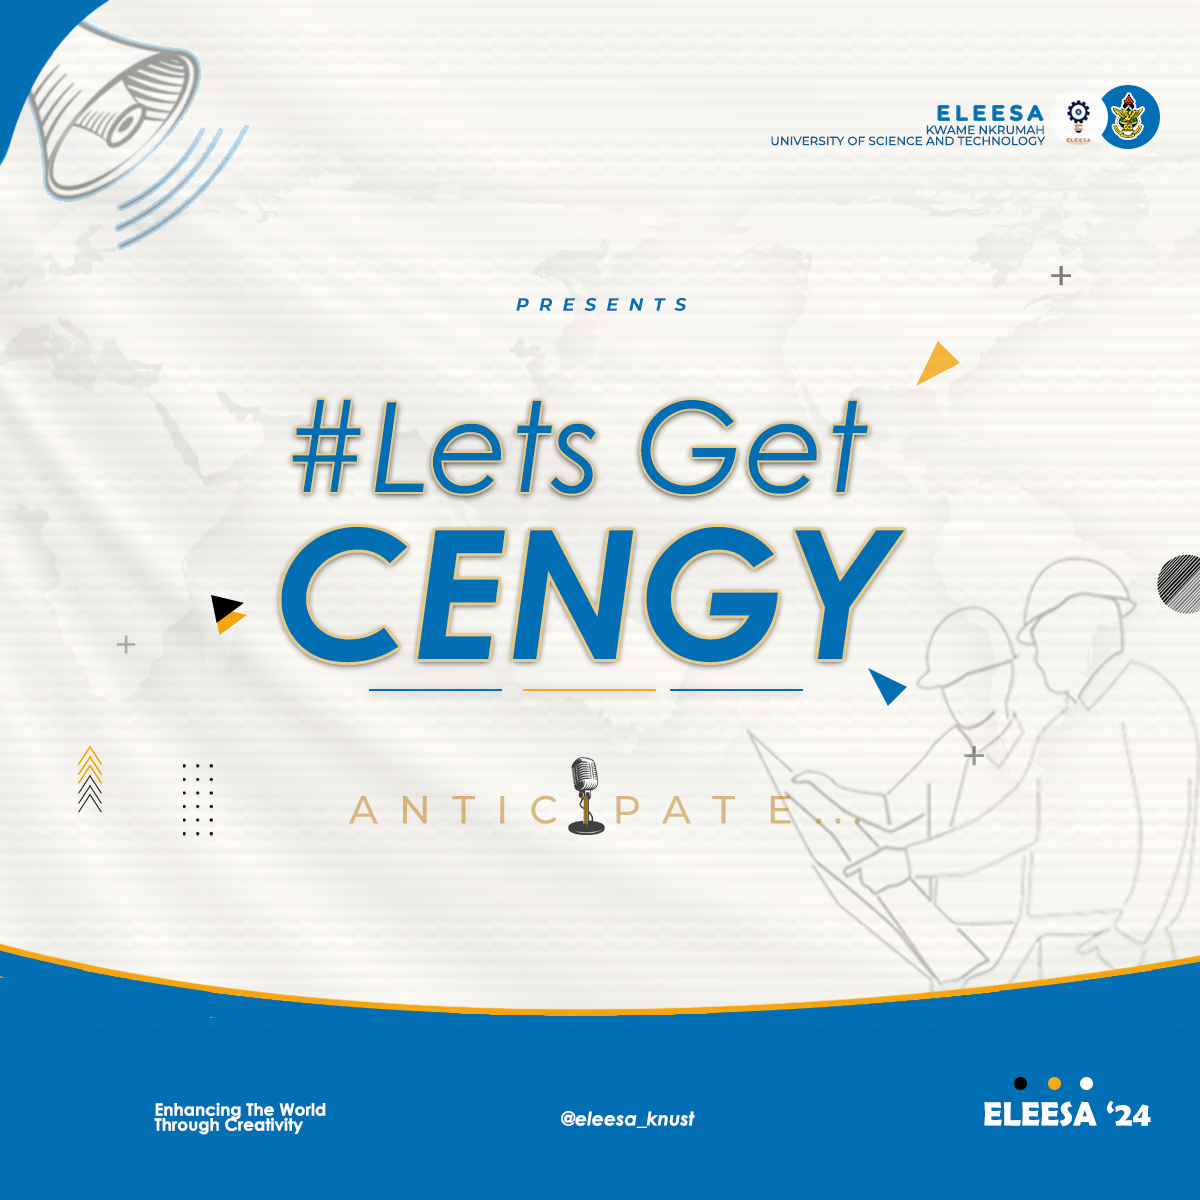 ELEESA
KWAME NKRUMAH
UNIVERSITY OF SCIENCE AND TECHNOLOGY
ELEESA
PRESENTS
#Lets Get
CENGY
ANTICIPATE...
Enhancing The World
Through Creativity
@eleesa_knust
ELEESA ‘24